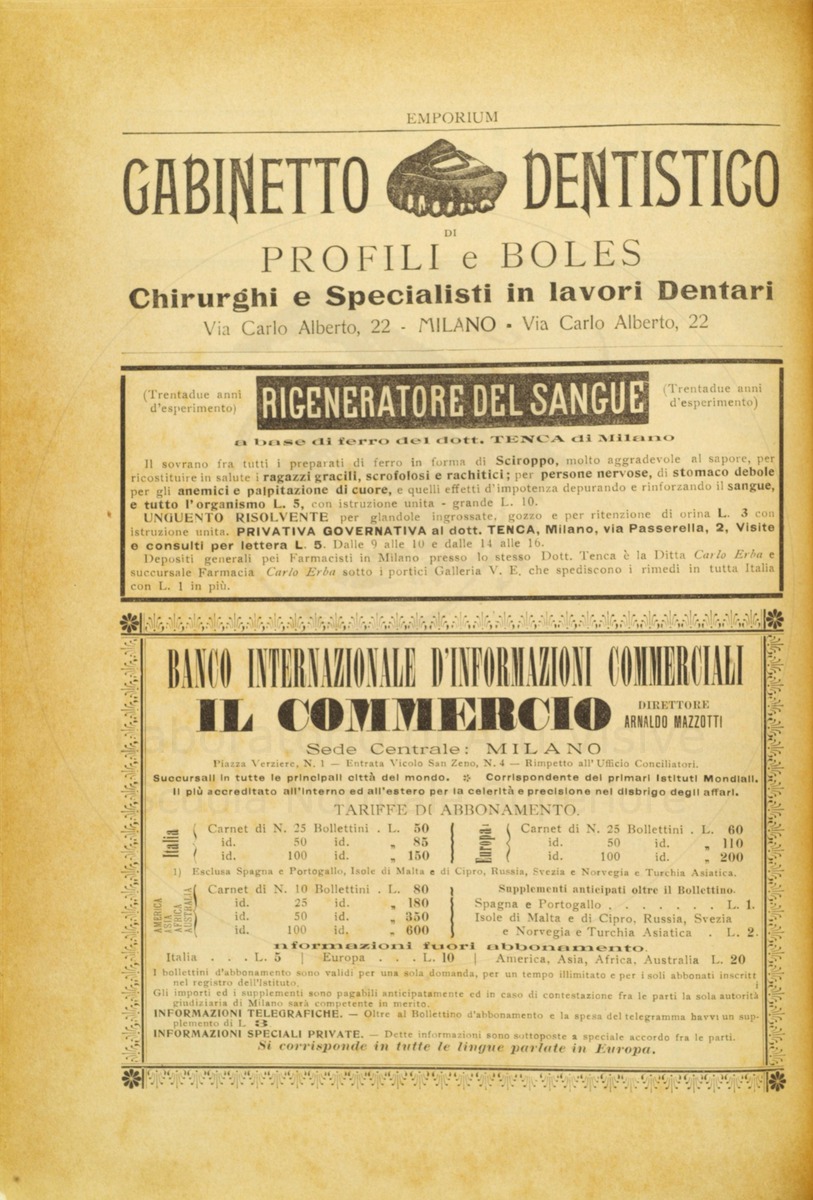 EMPORIUM
GABINETTO DENTISTICO
DI
PROFILI e BOLES
Chirurghi e Specialisti in lavori Dentari
Via Carlo Alberto, 22 - MILANO - Via Carlo Alberto, 22
(Trentadue anni d'esperimento) RIGENERATORE DEL SANGUE (Trentadue anni d'esperimento)
a base di ferro del dott. TENCA di Milano
Il sovrano fra tutti i preparati di ferro in forma di Sciroppo, molto aggradevole al sapore, per
ricostituire in salute i ragazzi gracili, scrofolosi e rachitici; per persone nervose, di stomaco debole
per gli anemici e palpitazione di cuore, e quelli effetti d'impotenza depurando e rinforzando il sangue,
e tutto l'organismo L. 5, con istruzione unita - grande L. 10.
UNGUENTO RISOLVENTE per glandole ingrossate, gozzo e per ritenzione di orina L. 3 con
istruzione unita. PRIVATIVA GOVERNATIVA al dott. TENCA, Milano, via Passerella, 2, Visite
e consulti per lettera L. 5. Dalle 9 alle 10 e dalle 14 alle 16.
Depositi generali pei Farmacisti in Milano presso lo stesso Dott. Tenca è la Ditta Carlo Erba e
succursale Farmacia Carlo Erba sotto i portici Galleria V. E. che spediscono i rimedi in tutta Italia
con L. 1 in più.
BANCO INTERNAZIONALE D'INFORMAZIONI COMMERCIALI
IL COMMERCIO DIRETTORE ARNALDO MAZZOTTI
Sede Centrale: MILANO
Piazza Verziere, N. 1 — Entrata Vicolo San Zeno, N. 4 — Rimpetto all'Ufficio Conciliatori.
Succursali in tutte le principali città del mondo. Corrispondente dei primari Istituti Mondiali.
Il più accreditato all'interno ed all'estero per la celerità e precisione nel disbrigo degli affari.
TARIFFE DI ABBONAMENTO.
Italia
Carnet di N. 25 Bollettini . L. 50
id. 50 id. „ 85
id. 100 id. „ 150
Europa¹
Carnet di N. 25 Bollettini . L. 60
id. 50 id. „ 110
id. 100 id. „ 200
1) Esclusa Spagna e Portogallo, Isole di Malta e di Cipro, Russia, Svezia e Norvegia e Turchia Asiatica.
AMERICA
ASIA
AFRICA
AUSTRALIA
Carnet di N. 10 Bollettini . L. 80
id. 25 id. „ 180
id. 50 id. „ 350
id. 100 id. „ 600
Supplementi anticipati oltre il Bollettino.
Spagna e Portogallo . . . . . . . L. 1.
Isole di Malta e di Cipro, Russia, Svezia
e Norvegia e Turchia Asiatica . L. 2.
nformazioni fuori abbonamento.
Italia . . . L. 5 | Europa . . . L. 10 | America, Asia, Africa, Australia L. 20
I bollettini d'abbonamento sono validi per una sola domanda, per un tempo illimitato e per i soli abbonati inscritti
nel registro dell'Istituto.
Gli importi ed i supplementi sono pagabili anticipatamente ed in caso di contestazione fra le parti la sola autorità
giudiziaria di Milano sarà competente in merito.
INFORMAZIONI TELEGRAFICHE. — Oltre al Bollettino d'abbonamento e la spesa del telegramma havvi un sup-
plemento di L. 3
INFORMAZIONI SPECIALI PRIVATE. — Dette informazioni sono sottoposte a speciale accordo fra le parti.
Si corrisponde in tutte le lingue parlate in Europa.